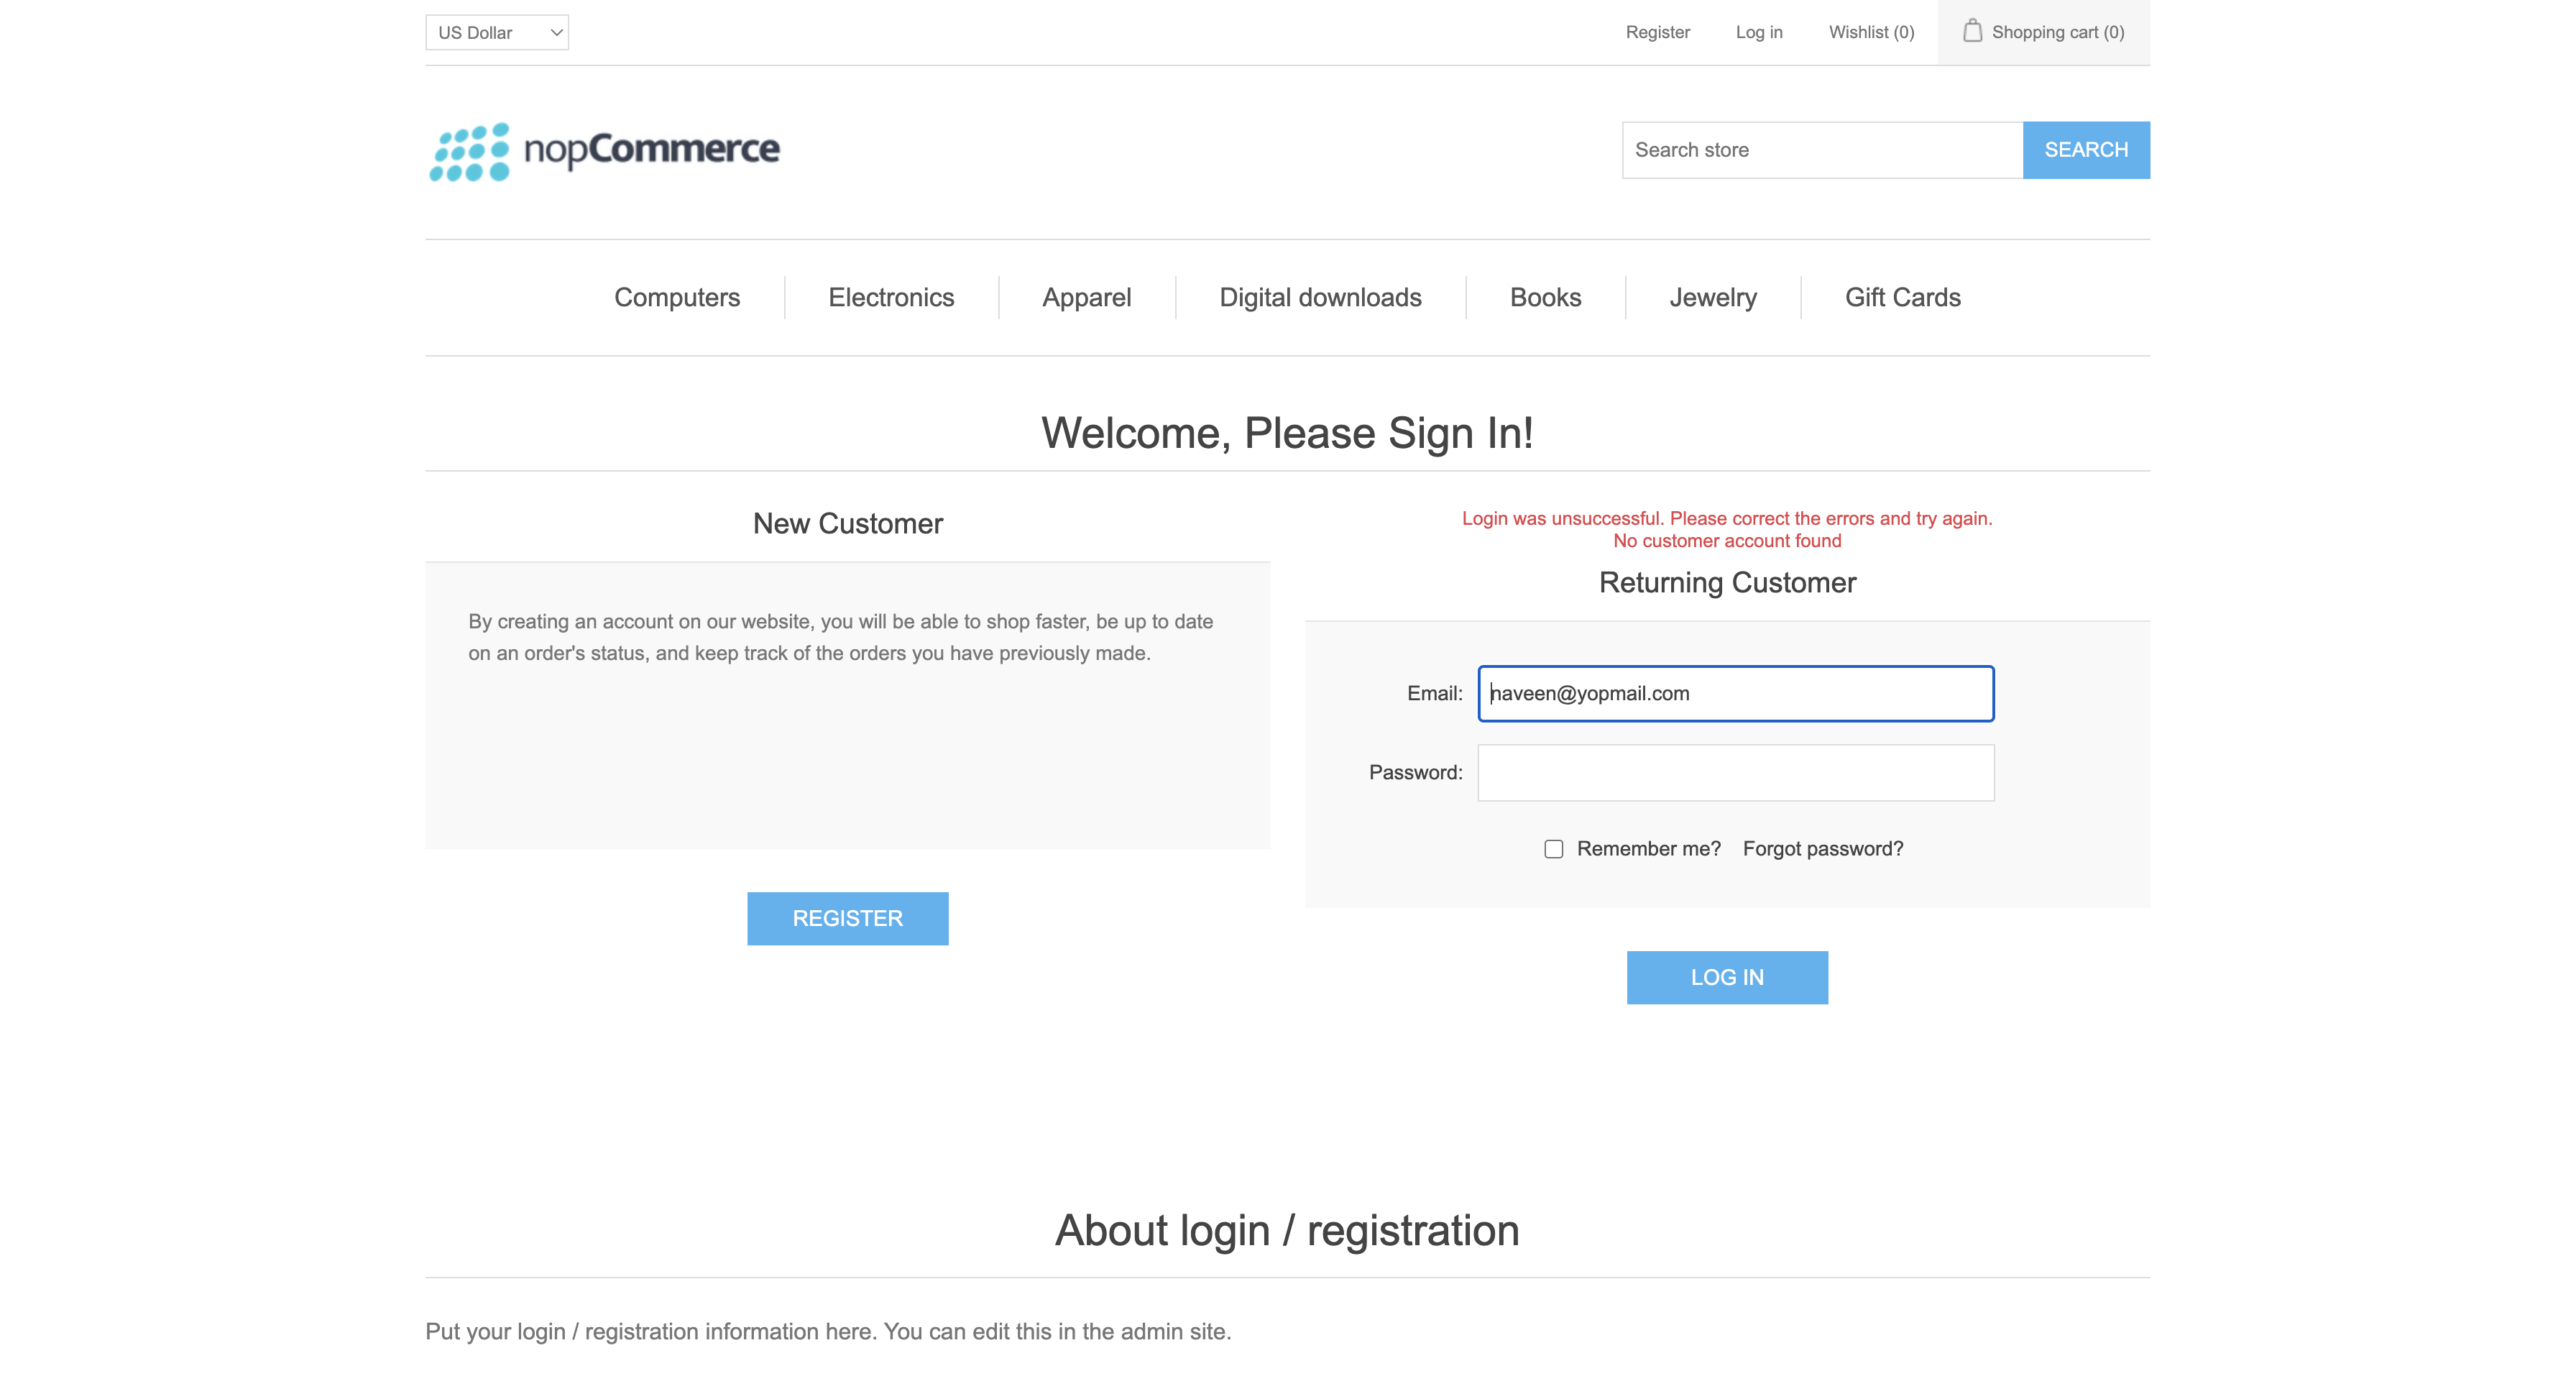 US Dollar
Register
Log in
Wishlist (0)
Shopping cart (0)
nopCommerce
Search store
SEARCH
Computers
Electronics
Apparel
Digital downloads
Books
Jewelry
Gift Cards
Welcome, Please Sign In!
New Customer
By creating an account on our website, you will be able to shop faster, be up to date
on an order's status, and keep track of the orders you have previously made.
REGISTER
Login was unsuccessful. Please correct the errors and try again.
No customer account found
Returning Customer
Email:
naveen@yopmail.com
Password:
Remember me?
Forgot password?
LOG IN
About login / registration
Put your login / registration information here. You can edit this in the admin site.